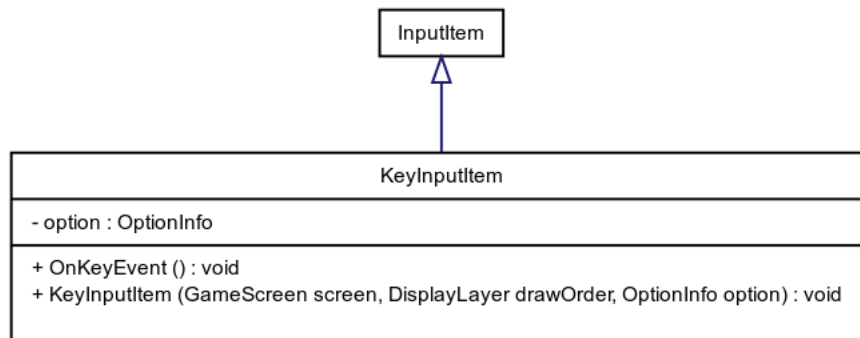 InputItem
KeyInputItem
- option : OptionInfo
+ OnKeyEvent () : void
+ KeyInputItem (GameScreen screen, DisplayLayer drawOrder, OptionInfo option) : void